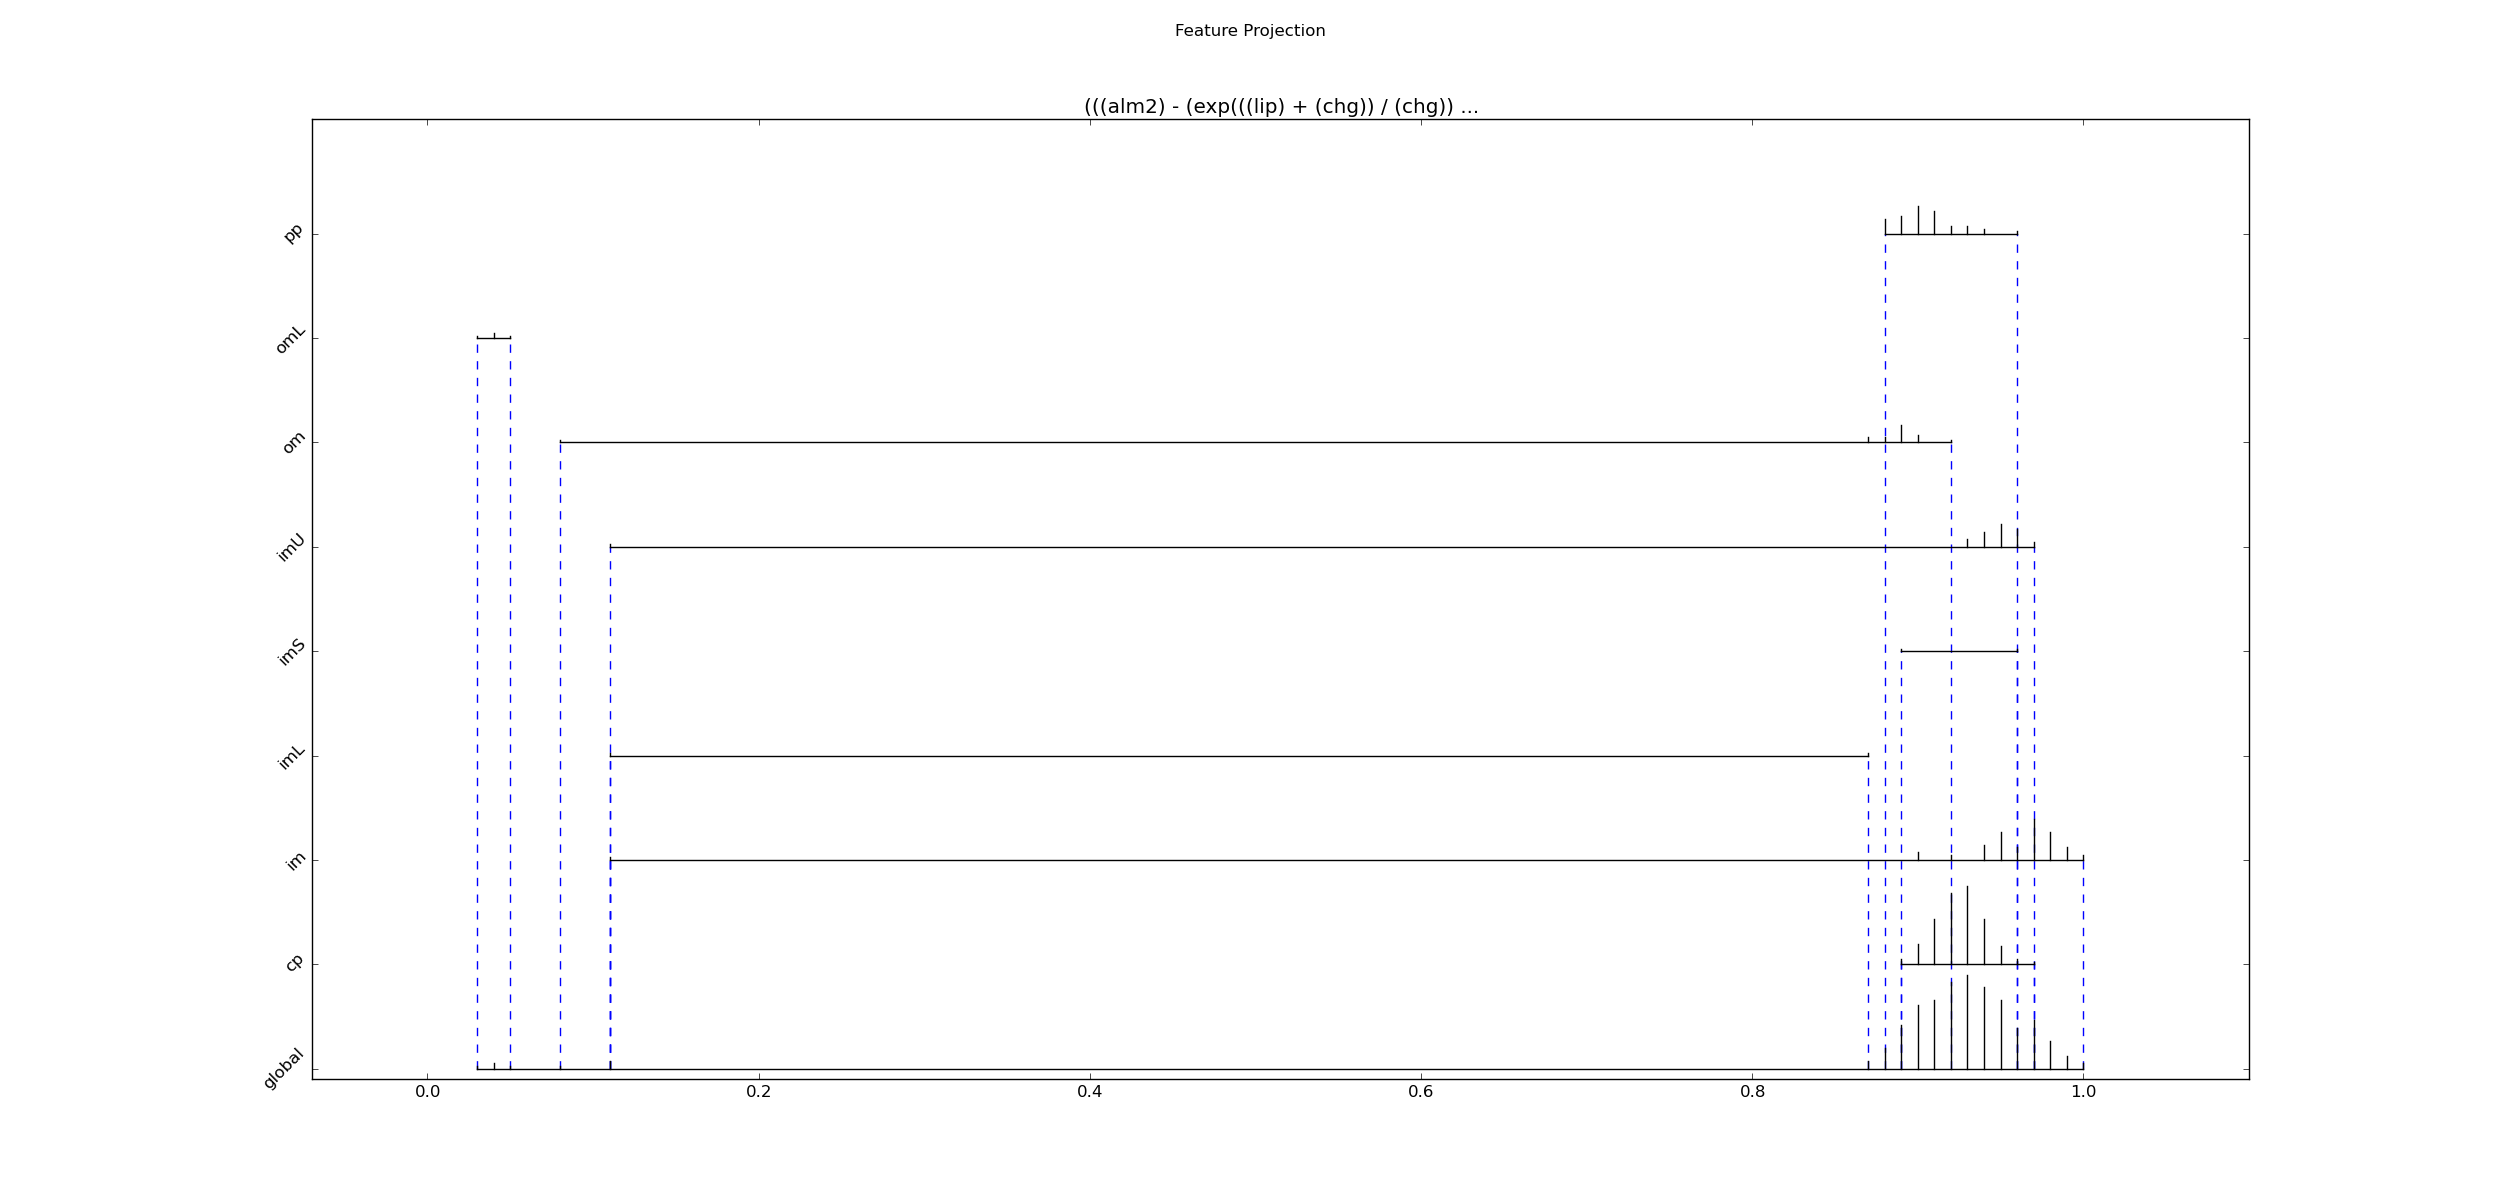 Feature Projection
(((alm2) - (exp(((lip) + (chg)) / (chg)) ...
pp
omL
om
imU
imS
imL
im
cp
global
0.0 0.2 0.4 0.6 0.8 1.0